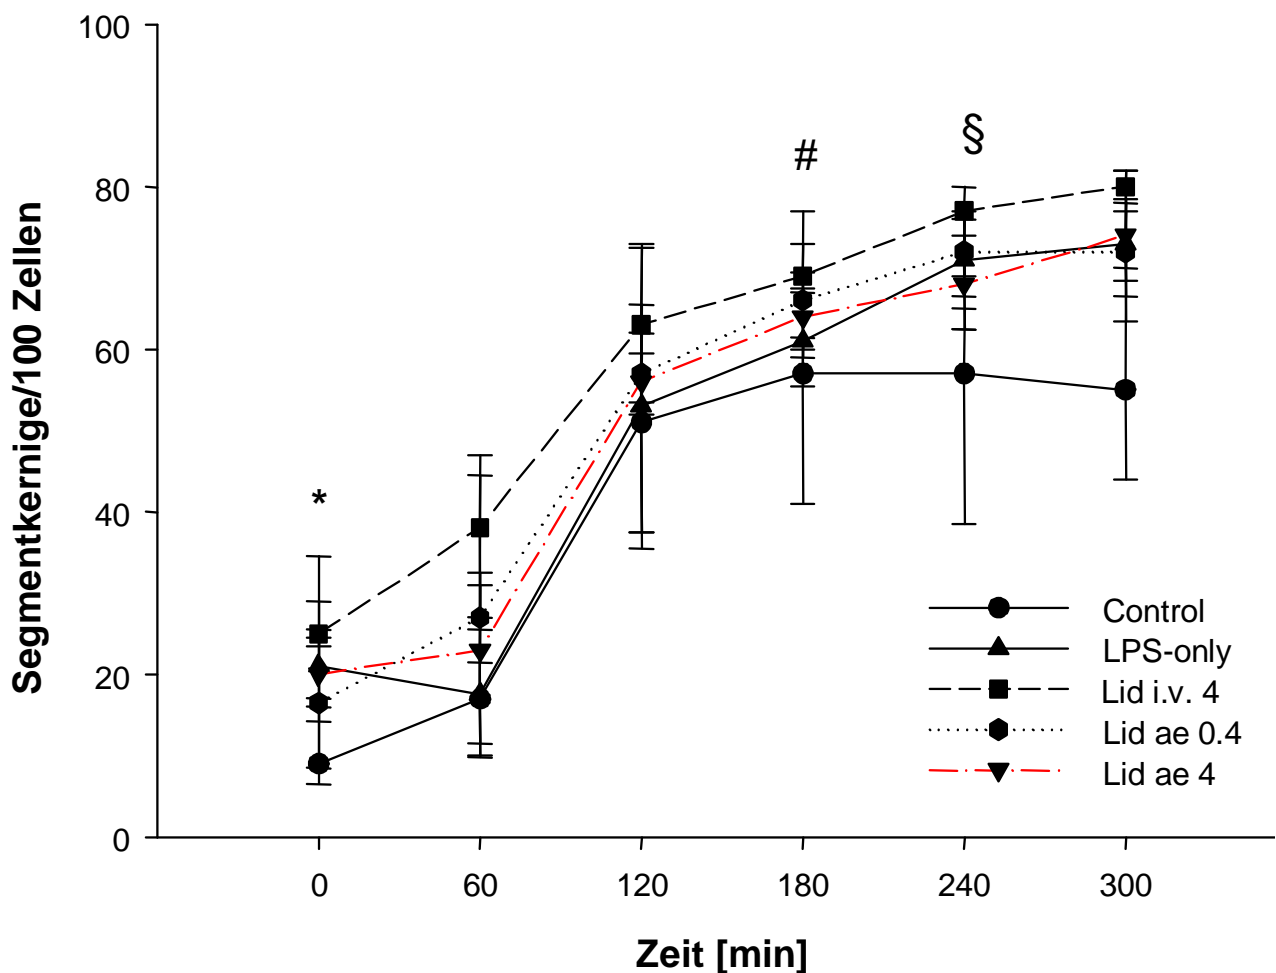 Segmentkernige/100 Zellen
100
80
60
40
20
0
*
#
§
Control
LPS-only
Lid i.v. 4
Lid ae 0.4
Lid ae 4
0 60 120 180 240 300
Zeit [min]